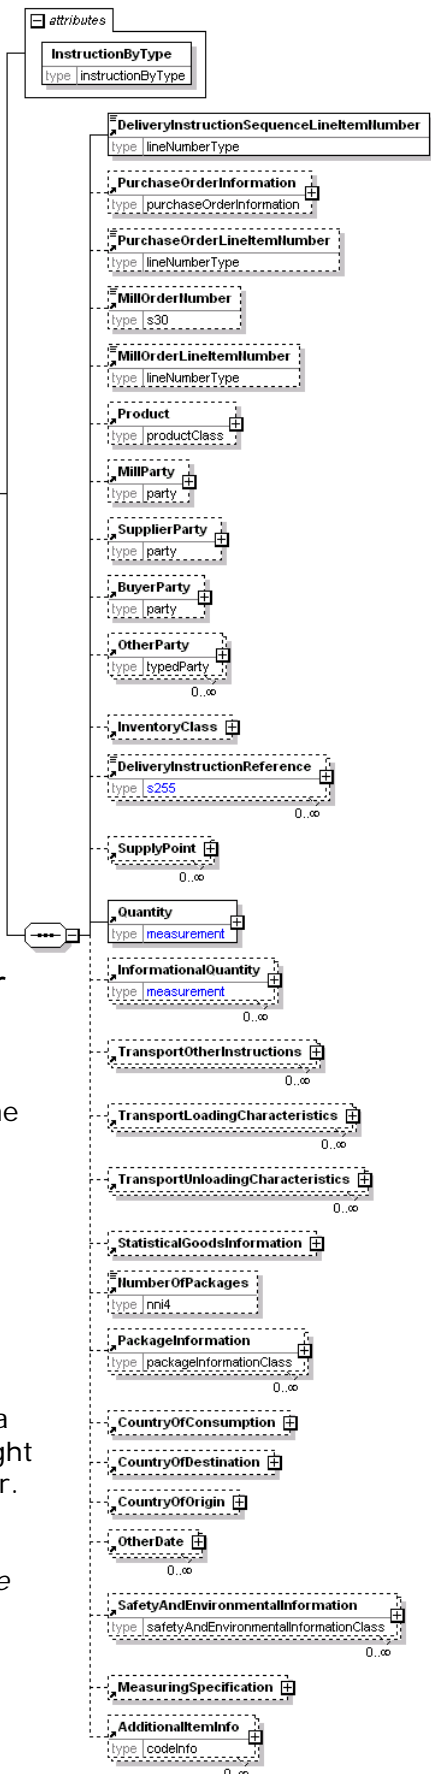 attributes
InstructionByType
type instructionByType
DeliveryInstructionSequenceLineItemNumber
type lineNumberType
PurchaseOrderInformation
type purchaseOrderInformation
PurchaseOrderLineItemNumber
type lineNumberType
MillOrderNumber
type s30
MillOrderLineItemNumber
type lineNumberType
Product
type productClass
MillParty
type party
SupplierParty
type party
BuyerParty
type party
OtherParty
type typedParty
0..∞
InventoryClass
DeliveryInstructionReference
type s255
0..∞
SupplyPoint
0..∞
Quantity
type measurement
InformationalQuantity
type measurement
0..∞
TransportOtherInstructions
0..∞
TransportLoadingCharacteristics
0..∞
TransportUnloadingCharacteristics
0..∞
StatisticalGoodsInformation
NumberOfPackages
type nni4
PackageInformation
type packageInformationClass
0..∞
a
CountryOfConsumption
ght
CountryOfDestination
r.
CountryOfOrigin
OtherDate
0..∞
e
SafetyAndEnvironmentalInformation
type safetyAndEnvironmentalInformationClass
0..∞
MeasuringSpecification
AdditionalItemInfo
type codeInfo
0..∞